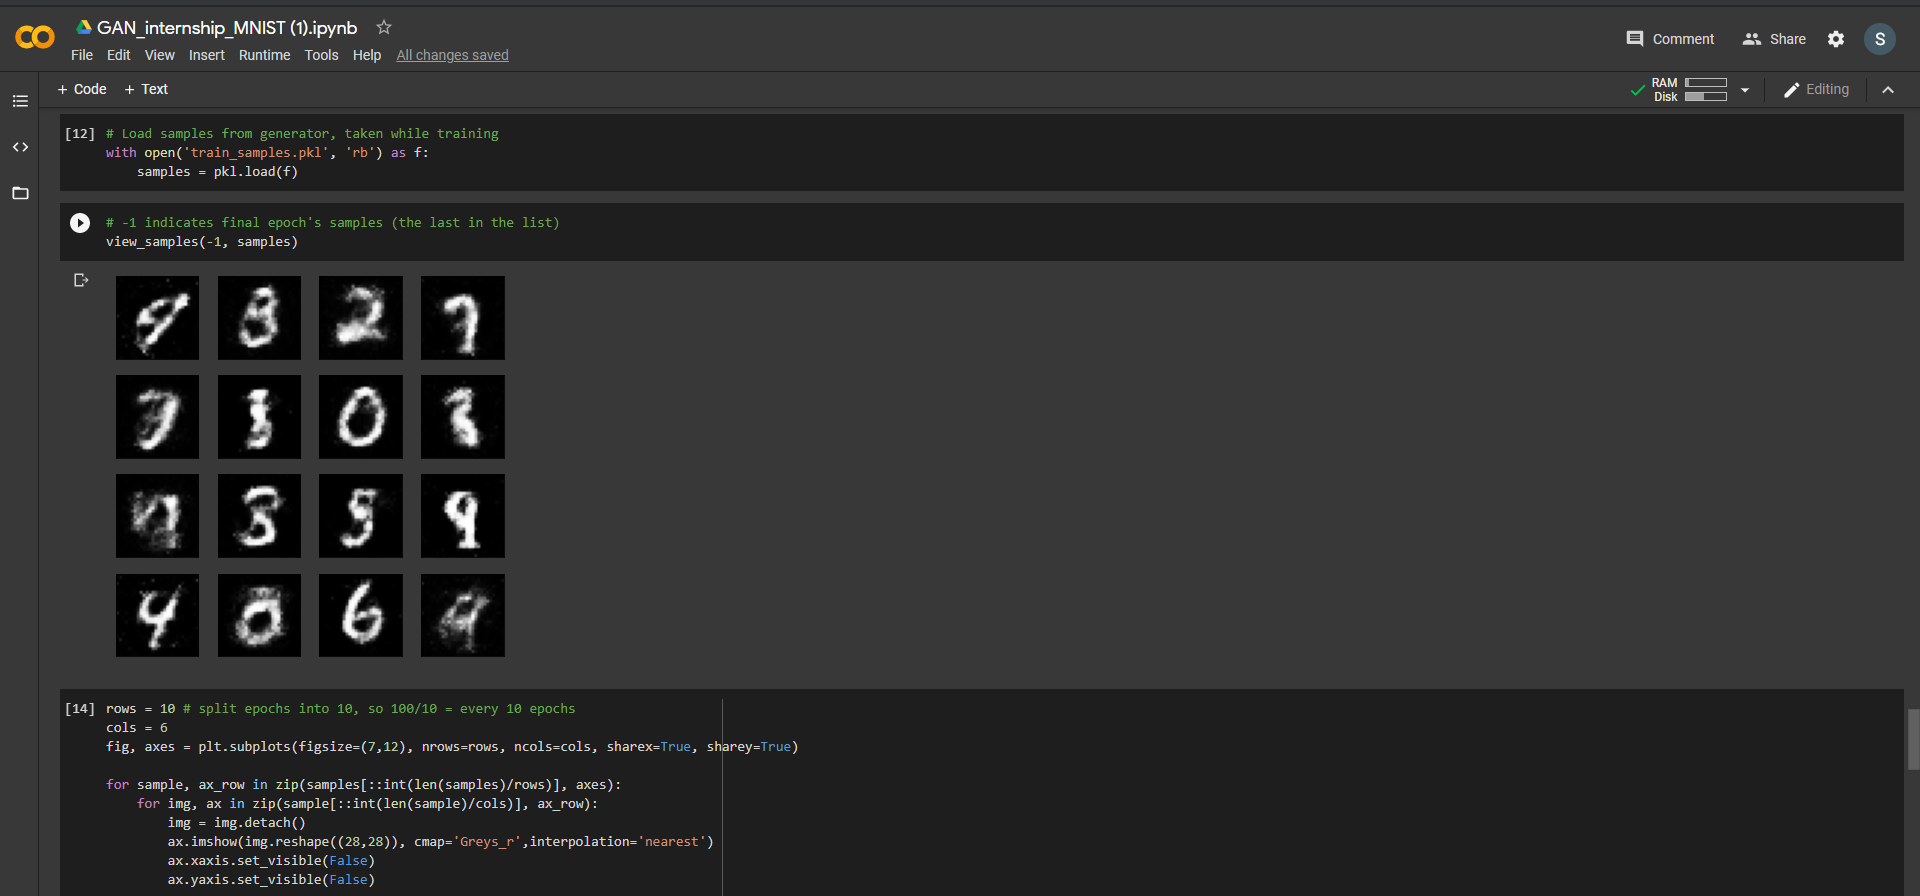 GAN_internship_MNIST (1).ipynb
File Edit View Insert Runtime Tools Help All changes saved
Comment Share S
+ Code + Text
RAM
Disk
Editing
[12] # Load samples from generator, taken while training
with open('train_samples.pkl', 'rb') as f:
samples = pkl.load(f)
# -1 indicates final epoch's samples (the last in the list)
view_samples(-1, samples)
[14] rows = 10 # split epochs into 10, so 100/10 = every 10 epochs
cols = 6
fig, axes = plt.subplots(figsize=(7,12), nrows=rows, ncols=cols, sharex=True, sharey=True)
for sample, ax_row in zip(samples[::int(len(samples)/rows)], axes):
for img, ax in zip(sample[::int(len(sample)/cols)], ax_row):
img = img.detach()
ax.imshow(img.reshape((28,28)), cmap='Greys_r',interpolation='nearest')
ax.xaxis.set_visible(False)
ax.yaxis.set_visible(False)